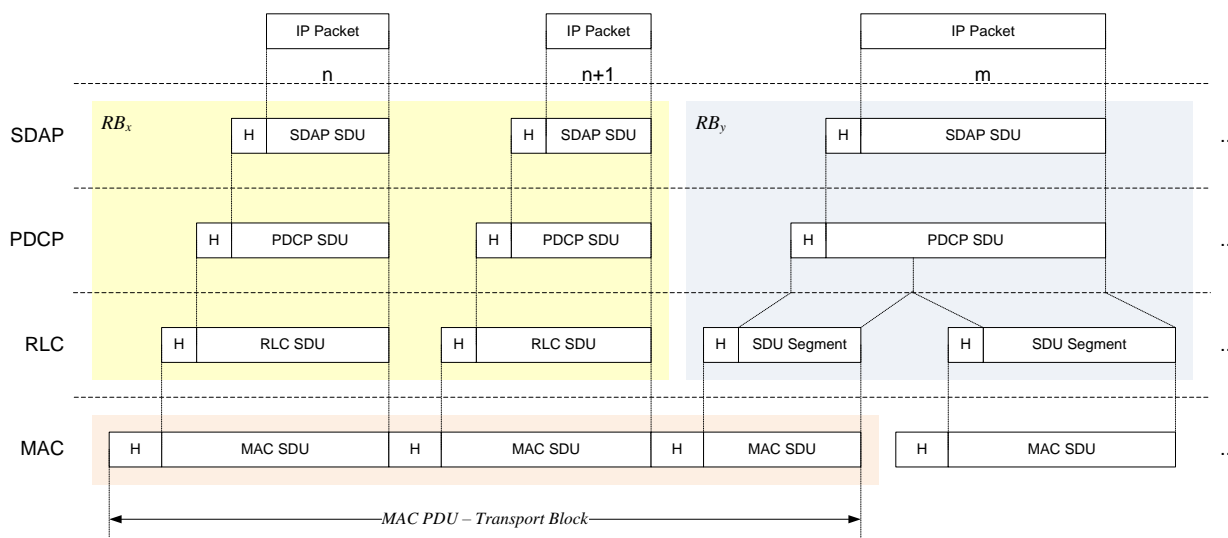 IP Packet IP Packet IP Packet
n n+1 m
RBx RBy
SDAP H SDAP SDU H SDAP SDU H SDAP SDU ..
PDCP H PDCP SDU H PDCP SDU H PDCP SDU ..
RLC H RLC SDU H RLC SDU H SDU Segment H SDU Segment ..
MAC H MAC SDU H MAC SDU H MAC SDU H MAC SDU ..
MAC PDU – Transport Block